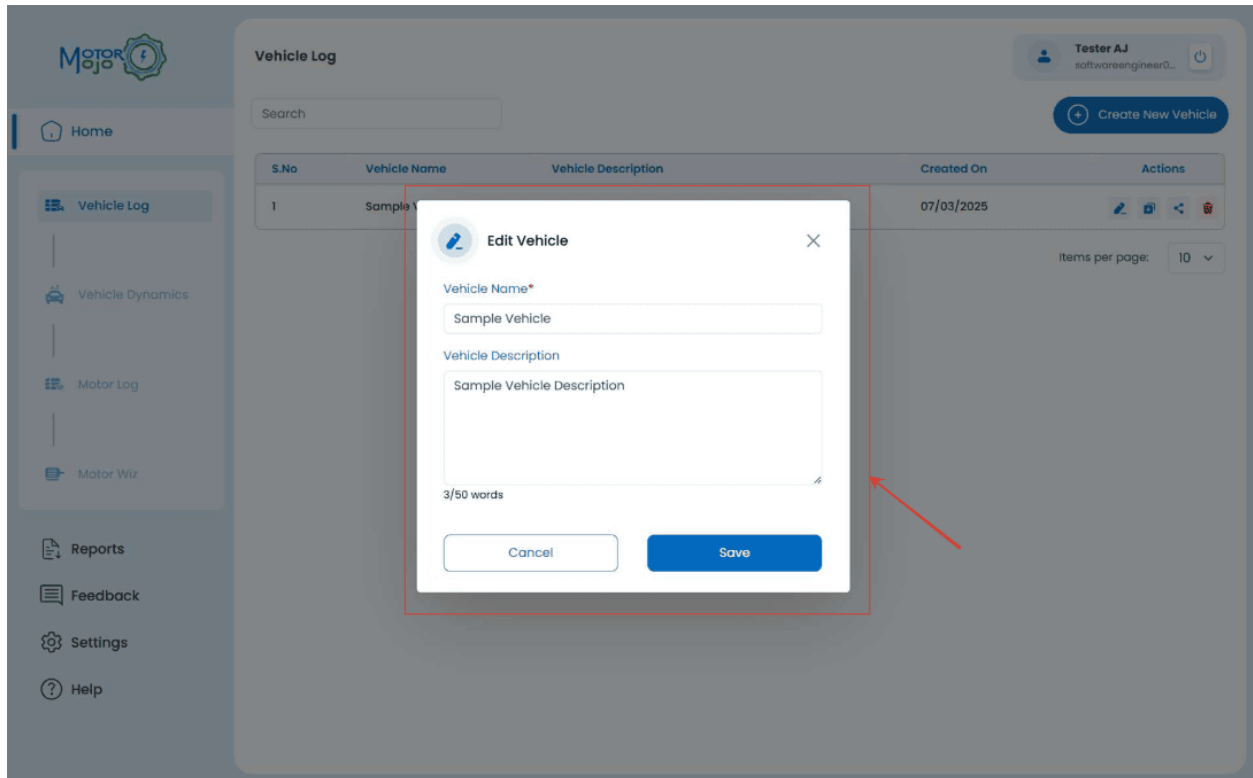 MOTOR
Mojo
Vehicle Log
Tester AJ
softwareengineer0...
Search
Create New Vehicle
Home
S.No
Vehicle Name
Vehicle Description
Created On
Actions
Vehicle Log
1
Sample V
07/03/2025
Edit Vehicle
Items per page:
10
Vehicle Name*
Sample Vehicle
Vehicle Dynamics
Vehicle Description
Sample Vehicle Description
Motor Log
Motor Wiz
3/50 words
Cancel
Save
Reports
Feedback
Settings
Help